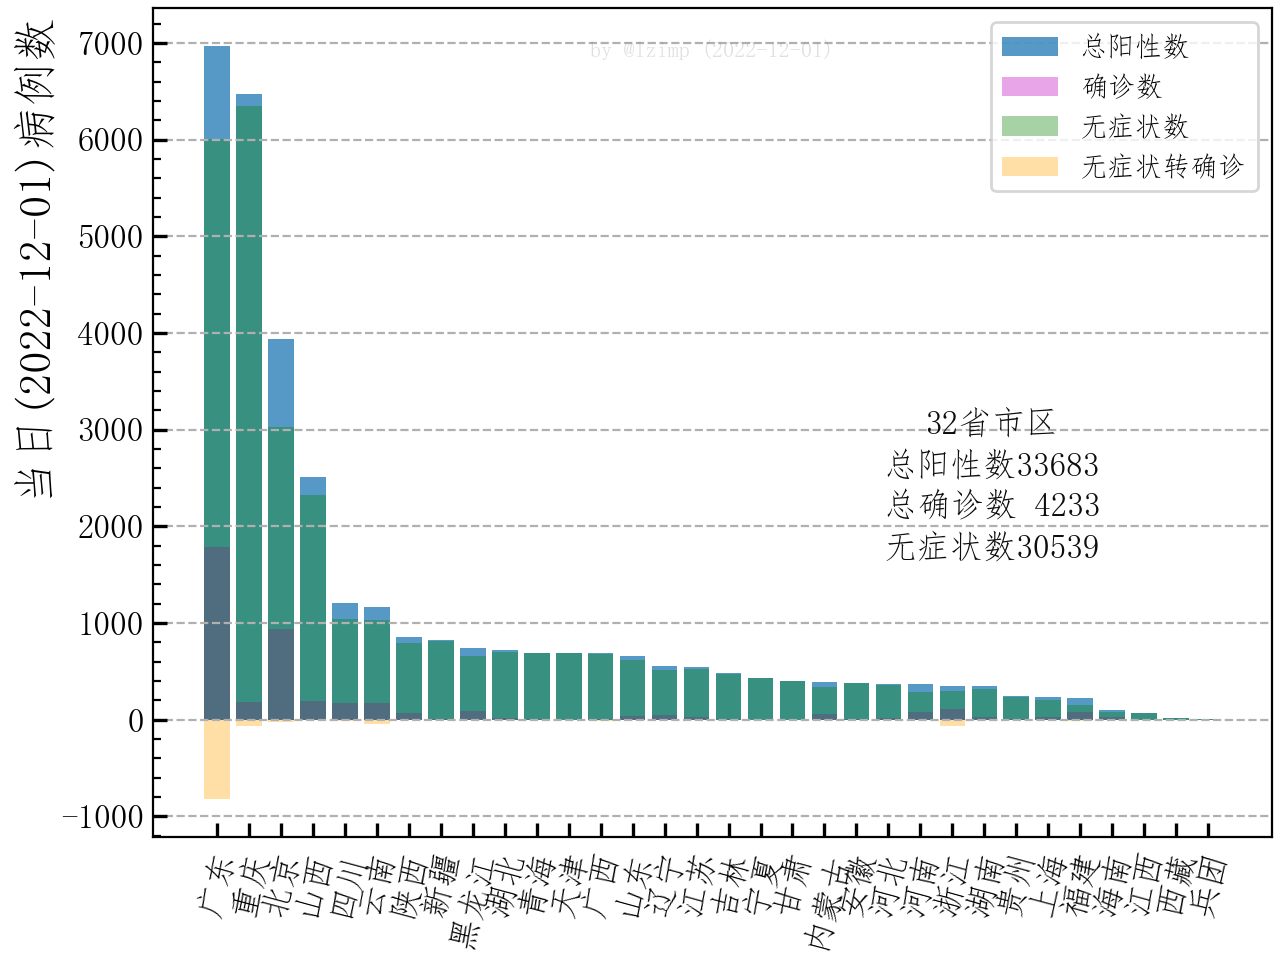 by @lzimp (2022-12-01)
总阳性数
确诊数
无症状数
无症状转确诊
当日(2022-12-01)病例数
7000
6000
5000
4000
3000
2000
1000
0
-1000
32省市区
总阳性数33683
总确诊数 4233
无症状数30539
广东
重庆
北京
山西
四川
云南
陕西
新疆
黑龙江
湖北
青海
天津
广西
山东
辽宁
江苏
吉林
宁夏
甘肃
内蒙古
安徽
河北
河南
浙江
湖南
贵州
上海
福建
海南
江西
西藏
兵团